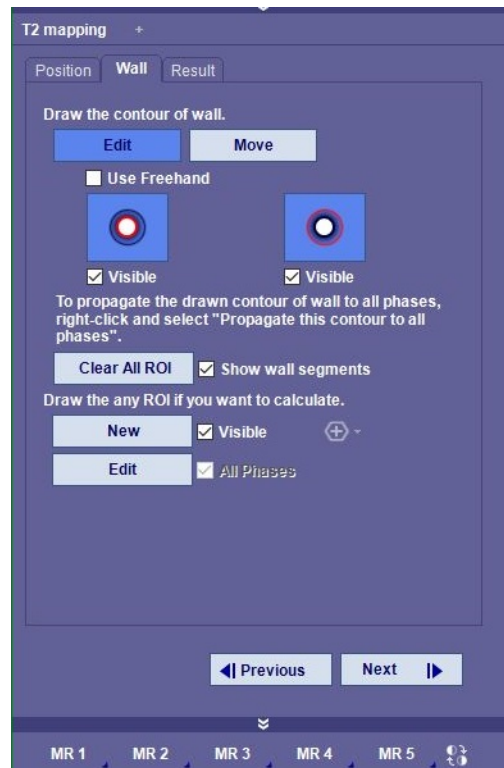 T2 mapping +
Position Wall Result
Draw the contour of wall.
Edit Move
Use Freehand
Visible Visible
To propagate the drawn contour of wall to all phases,
right-click and select "Propagate this contour to all
phases".
Clear All ROI Show wall segments
Draw the any ROI if you want to calculate.
New Visible
Edit All Phases
Previous Next
MR 1 MR 2 MR 3 MR 4 MR 5